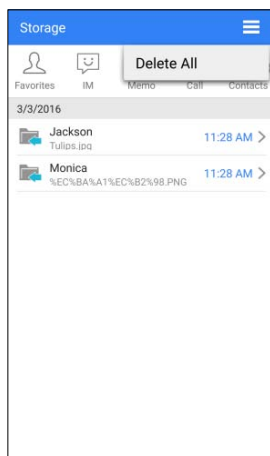 Storage
Delete All
Favorites IM Memo Call Contacts
3/3/2016
Jackson 11:28 AM
Tulips.jpg
Monica 11:28 AM
%EC%BA%A1%EC%B2%98.PNG